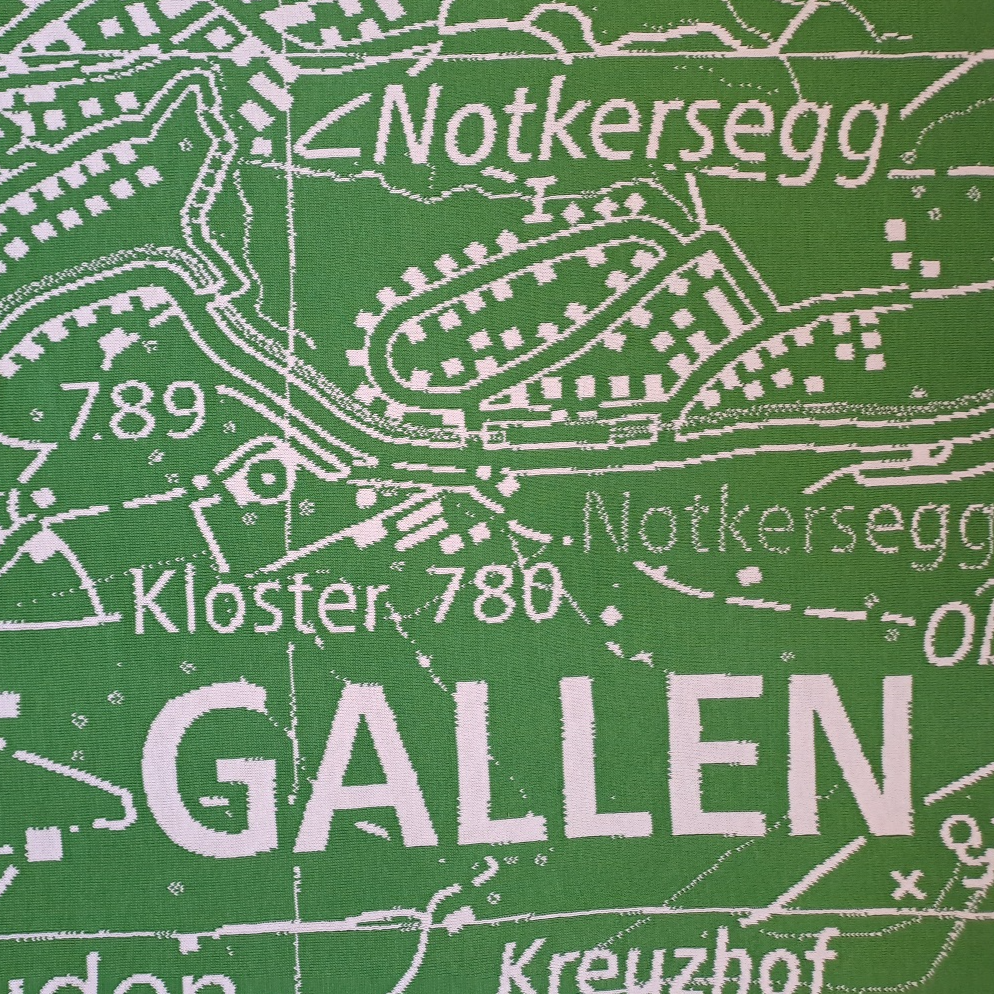 Notkersegg
789
Notkersegg
Kloster 780
GALLEN
Kreuzhof